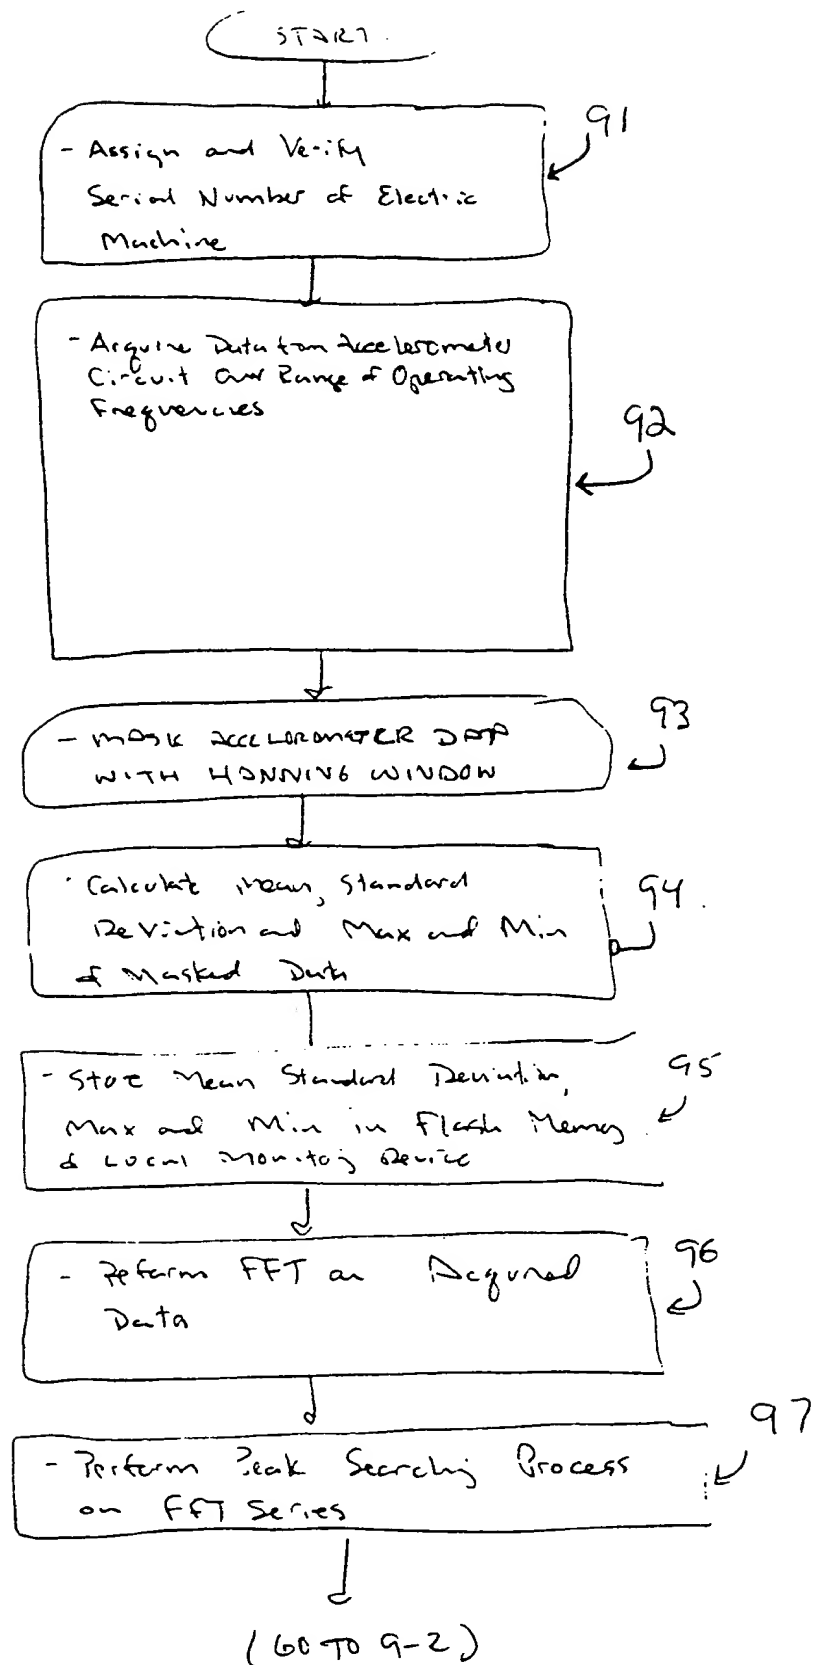 START.
91
- Assign and Verify
Serial Number of Electric
Machine
- Acquire Data from Accelerometer
Circuit Over Range of Operating
Frequencies
92
93
- MASK ACCELEROMETER DATA
WITH HANNING WINDOW
- Calculate Mean, Standard
Deviation and Max and Min
of Masked Data
94.
- Store Mean Standard Deviation,
Max and Min in Flash Memory
of Local Monitoring Device
95
- Perform FFT on Acquired
Data
96
97
- Perform Peak Searching Process
on FFT Series
(GO TO 9-2)